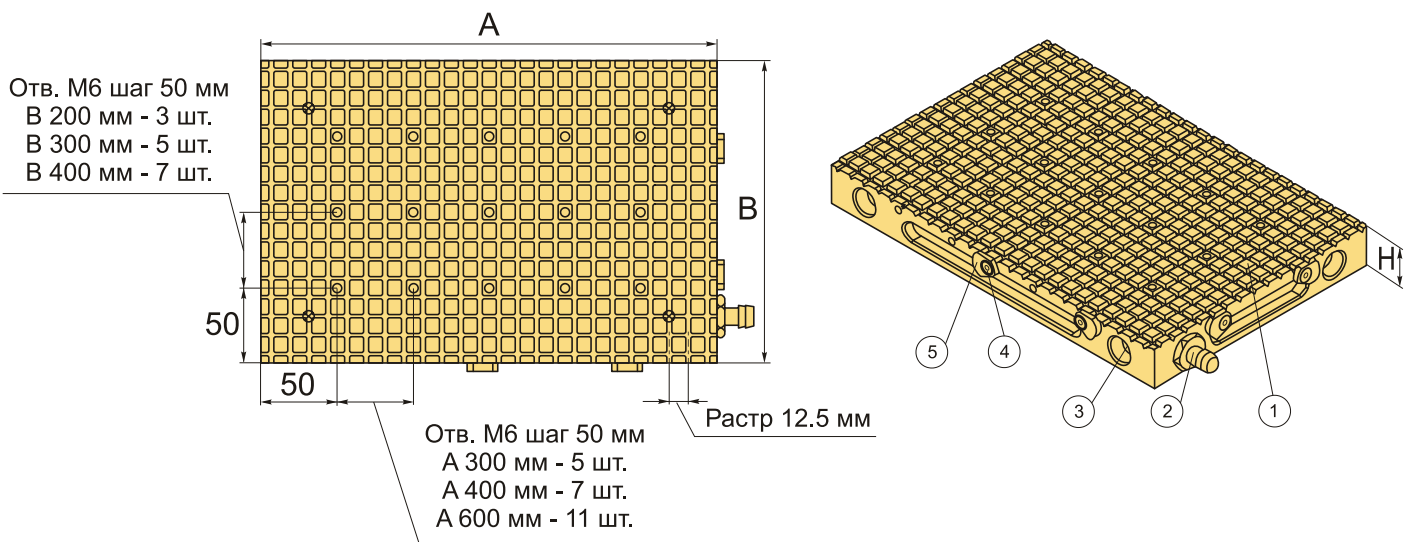 A
Отв. М6 шаг 50 мм
В 200 мм - 3 шт.
В 300 мм - 5 шт.
В 400 мм - 7 шт.
B
H
50
50
Растр 12.5 мм
Отв. М6 шаг 50 мм
А 300 мм - 5 шт.
А 400 мм - 7 шт.
А 600 мм - 11 шт.
5
4
3
2
1